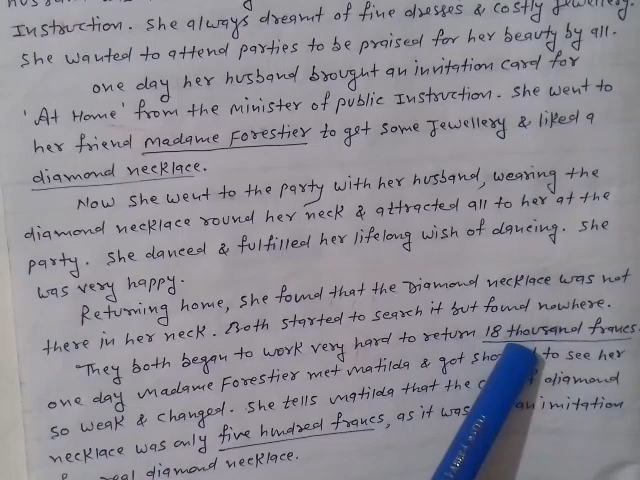 Instruction. She always dreamt of fine dresses & costly Jewellery.
She wanted to attend parties to be praised for her beauty by all.
one day her husband brought an invitation card for
'At Home' from the minister of public Instruction. She went to
her friend Madame Forestier to get some Jewellery & liked a
diamond necklace.
Now she went to the party with her husband, wearing the
diamond necklace round her neck & attracted all to her at the
party. She danced & fulfilled her lifelong wish of dancing. She
was very happy.
Returning home, she found that the Diamond necklace was not
there in her neck. Both started to search it but found nowhere.
They both began to work very hard to return 18 thousand francs.
one day Madame Forestier met Matilda & got to see her
so weak & changed. She tells Matilda that the diamond
necklace was only five hundred francs, as it was an imitation
real diamond necklace.